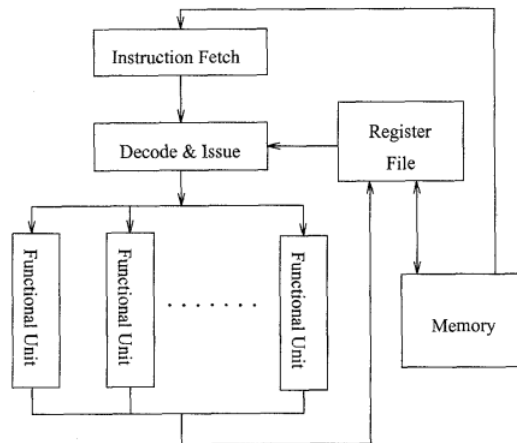 Instruction Fetch
Decode & Issue
Register
File
Functional Unit
Functional Unit
. . . . . . .
Functional Unit
Memory